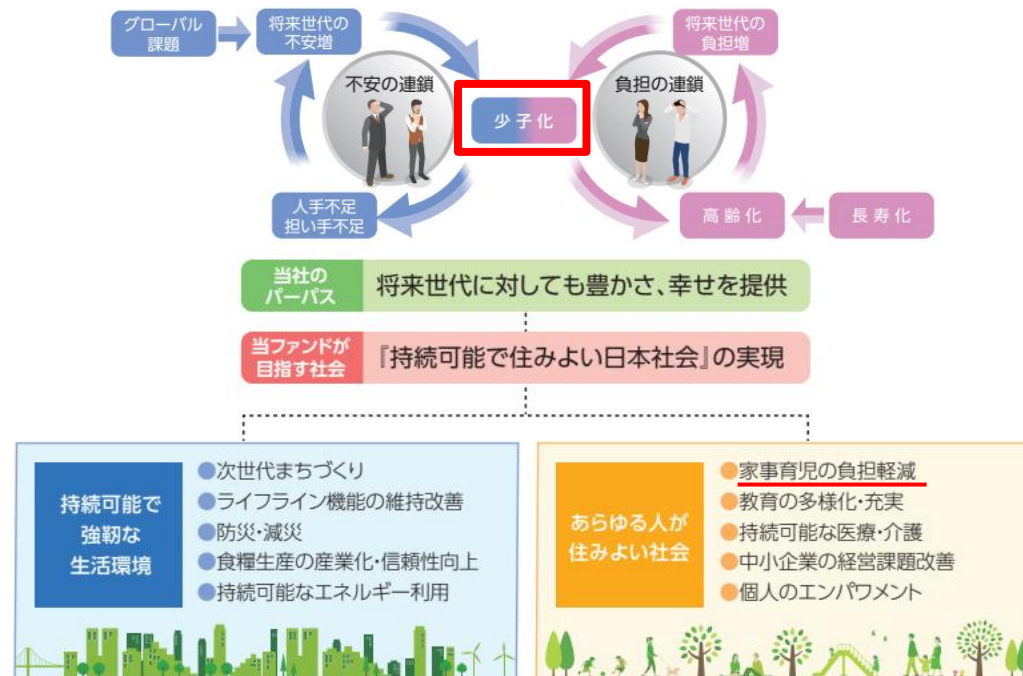 グローバル
課題
将来世代の
不安増
将来世代の
負担増
不安の連鎖
負担の連鎖
少子化
人手不足
担い手不足
高齢化
長寿化
当社の
パーパス
将来世代に対しても豊かさ、幸せを提供
当ファンドが
目指す社会
『持続可能で住みよい日本社会』の実現
持続可能で
強靭な
生活環境
●次世代まちづくり
●ライフライン機能の維持改善
●防災・減災
●食糧生産の産業化・信頼性向上
●持続可能なエネルギー利用
あらゆる人が
住みよい社会
●家事育児の負担軽減
●教育の多様化・充実
●持続可能な医療・介護
●中小企業の経営課題改善
●個人のエンパワメント